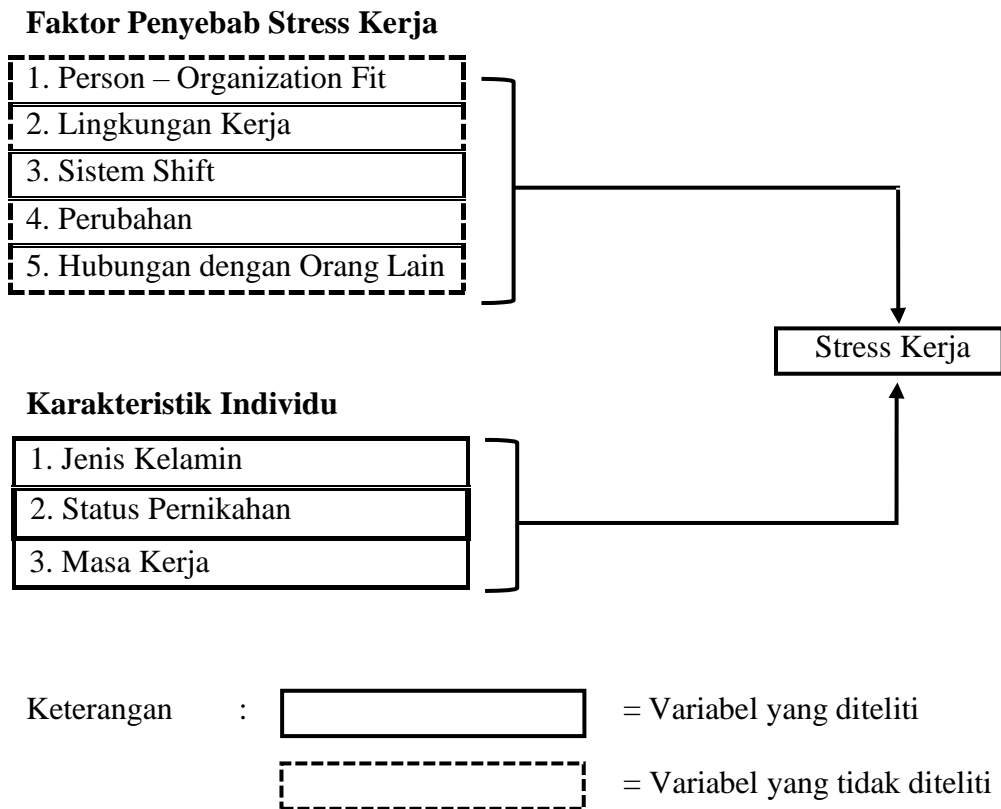 Faktor Penyebab Stress Kerja
1. Person – Organization Fit
2. Lingkungan Kerja
3. Sistem Shift
4. Perubahan
5. Hubungan dengan Orang Lain
Stress Kerja
Karakteristik Individu
1. Jenis Kelamin
2. Status Pernikahan
3. Masa Kerja
Keterangan : = Variabel yang diteliti
= Variabel yang tidak diteliti